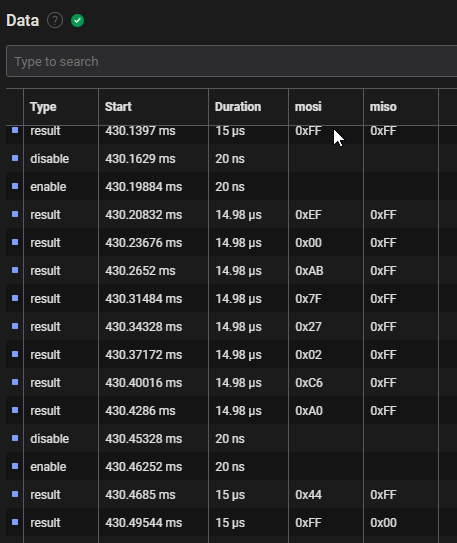 Data ?
Type to search
Type Start Duration mosi miso
result 430.1397 ms 15 µs 0xFF 0xFF
disable 430.1629 ms 20 ns
enable 430.19884 ms 20 ns
result 430.20832 ms 14.98 µs 0xEF 0xFF
result 430.23676 ms 14.98 µs 0x00 0xFF
result 430.2652 ms 14.98 µs 0xAB 0xFF
result 430.31484 ms 14.98 µs 0x7F 0xFF
result 430.34328 ms 14.98 µs 0x27 0xFF
result 430.37172 ms 14.98 µs 0x02 0xFF
result 430.40016 ms 14.98 µs 0xC6 0xFF
result 430.4286 ms 14.98 µs 0xA0 0xFF
disable 430.45328 ms 20 ns
enable 430.46252 ms 20 ns
result 430.4685 ms 15 µs 0x44 0xFF
result 430.49544 ms 15 µs 0xFF 0x00